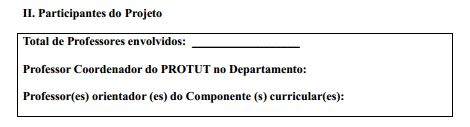 II. Participantes do Projeto
Total de Professores envolvidos: __________________
Professor Coordenador do PROTUT no Departamento:
Professor(es) orientador (es) do Componente (s) curricular(es):